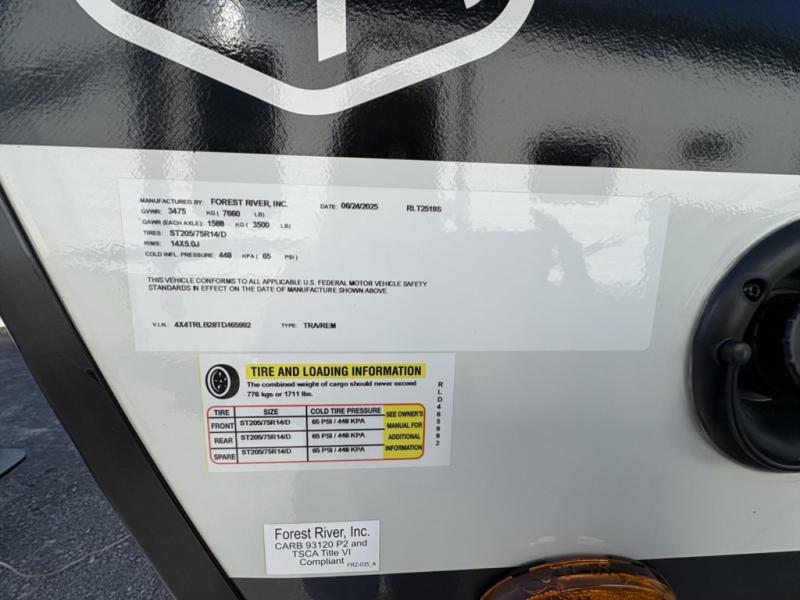 MANUFACTURED BY: FOREST RIVER, INC. DATE: 06/24/2025 RLT2519S
GVWR: 3475 KG ( 7660 LB)
GAWR (EACH AXLE): 1588 KG ( 3500 LB)
TIRES: ST205/75R14/D
RIMS: 14X5.0J
COLD INFL. PRESSURE: 448 KPA ( 65 PSI )
THIS VEHICLE CONFORMS TO ALL APPLICABLE U.S. FEDERAL MOTOR VEHICLE SAFETY
STANDARDS IN EFFECT ON THE DATE OF MANUFACTURE SHOWN ABOVE.
V.I.N.: 4X4TRLB28TD465992 TYPE: TRA/REM
TIRE AND LOADING INFORMATION
The combined weight of cargo should never exceed
776 kgs or 1711 lbs.
TIRE SIZE COLD TIRE PRESSURE
FRONT ST205/75R14/D 65 PSI / 448 KPA
REAR ST205/75R14/D 65 PSI / 448 KPA
SPARE ST205/75R14/D 65 PSI / 448 KPA
SEE OWNER'S
MANUAL FOR
ADDITIONAL
INFORMATION
RLD465992
Forest River, Inc.
CARB 93120 P2 and
TSCA Title VI
Compliant FRZ-035_A